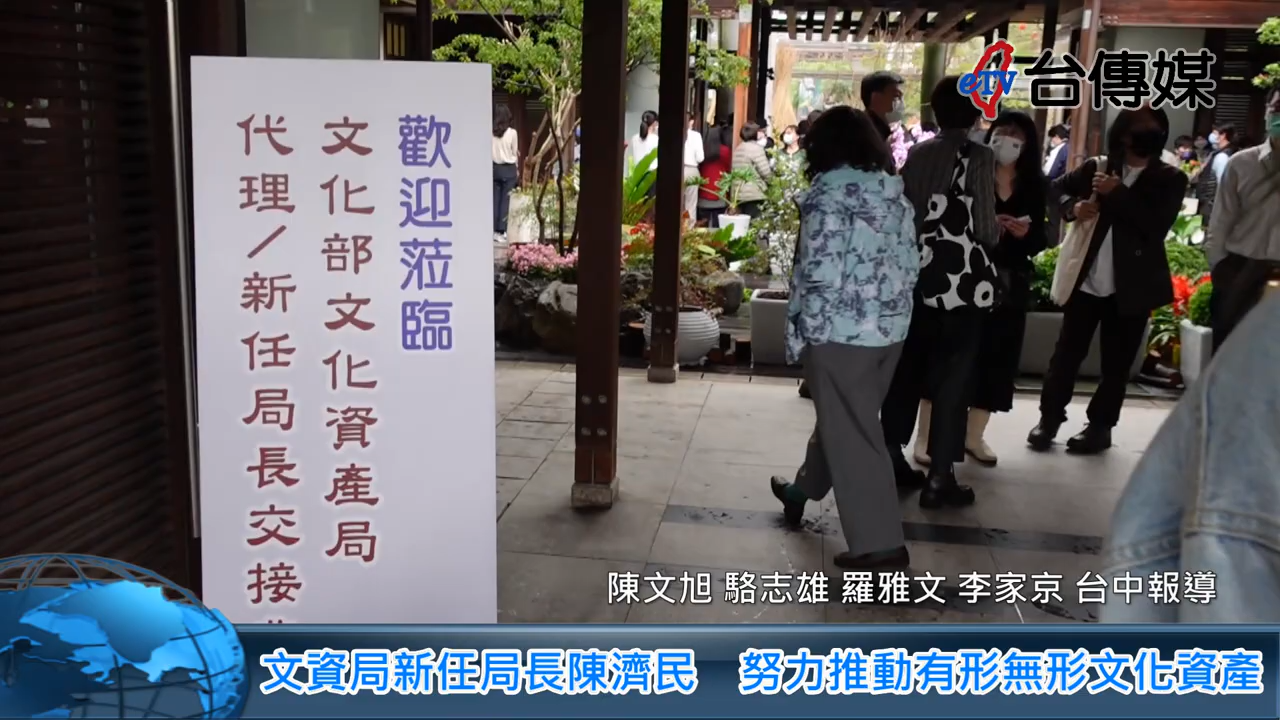 eTV 台傳媒
歡迎蒞臨
文化部文化資產局
代理/新任局長交接
陳文旭 駱志雄 羅雅文 李家京 台中報導
文資局新任局長陳濟民 努力推動有形無形文化資產